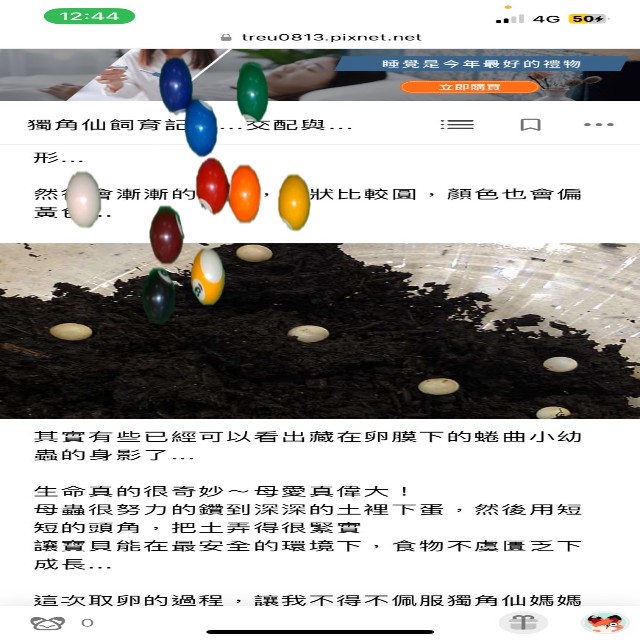 12:44
4G 50
treu0813.pixnet.net
睡覺是今年最好的禮物
立即購買
獨角仙飼育記 ...交配與...
形...
然 會漸漸的 , 狀比較圓,顏色也會偏
黃 ..
其實有些已經可以看出藏在卵膜下的蜷曲小幼
蟲的身影了...
生命真的很奇妙~母愛真偉大!
母蟲很努力的鑽到深深的土裡下蛋,然後用短
短的頭角,把土弄得很緊實
讓寶貝能在最安全的環境下,食物不虞匱乏下
成長...
這次取卵的過程,讓我不得不佩服獨角仙媽媽
0